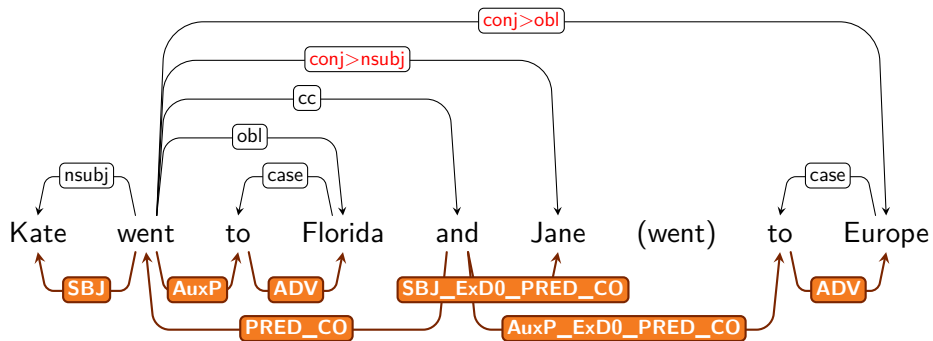 conj>obl
conj>nsubj
cc
obl
nsubj case case
Kate went to Florida and Jane (went) to Europe
SBJ AuxP ADV SBJ_ExD0_PRED_CO ADV
PRED_CO AuxP_ExD0_PRED_CO